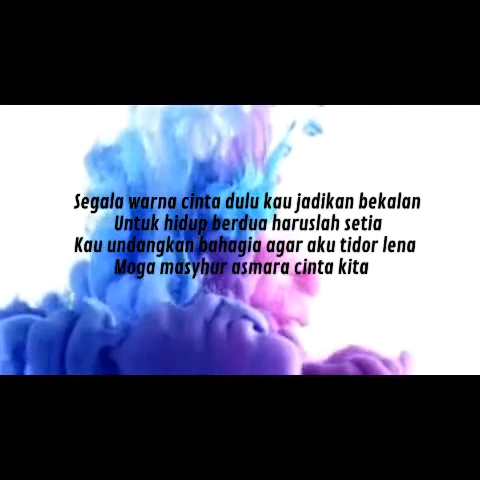 Segala warna cinta dulu kau jadikan bekalan
Untuk hidup berdua haruslah setia
Kau undangkan bahagia agar aku tidor lena
Moga masyhur asmara cinta kita